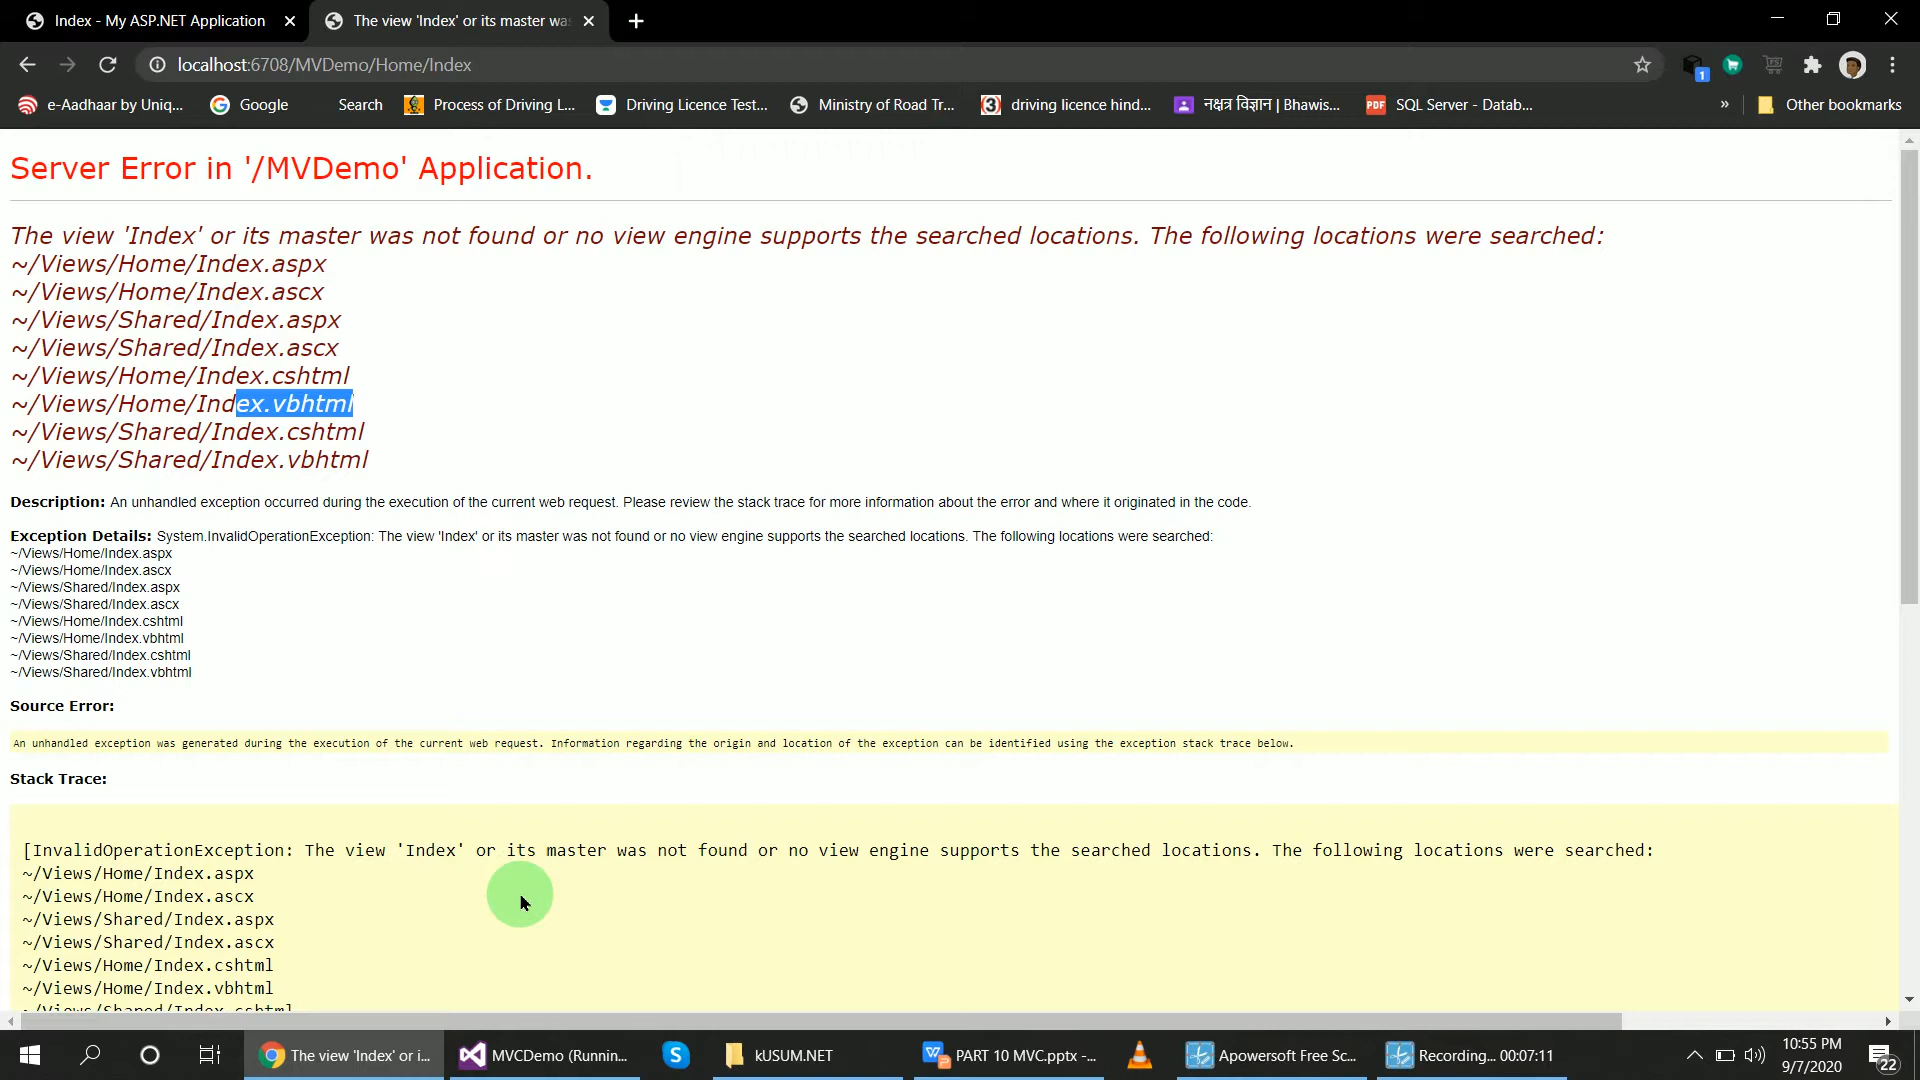 Index - My ASP.NET Application
The view 'Index' or its master was
localhost:6708/MVDemo/Home/Index
1
e-Aadhaar by Uniq...
Google
Search
Process of Driving L...
Driving Licence Test...
Ministry of Road Tr...
driving licence hind...
नक्षत्र विज्ञान | Bhawis...
PDF
SQL Server - Datab...
»
Other bookmarks
Server Error in '/MVDemo' Application.
The view 'Index' or its master was not found or no view engine supports the searched locations. The following locations were searched:
~/Views/Home/Index.aspx
~/Views/Home/Index.ascx
~/Views/Shared/Index.aspx
~/Views/Shared/Index.ascx
~/Views/Home/Index.cshtml
~/Views/Home/Index.vbhtml
~/Views/Shared/Index.cshtml
~/Views/Shared/Index.vbhtml
Description: An unhandled exception occurred during the execution of the current web request. Please review the stack trace for more information about the error and where it originated in the code.
Exception Details: System.InvalidOperationException: The view 'Index' or its master was not found or no view engine supports the searched locations. The following locations were searched:
~/Views/Home/Index.aspx
~/Views/Home/Index.ascx
~/Views/Shared/Index.aspx
~/Views/Shared/Index.ascx
~/Views/Home/Index.cshtml
~/Views/Home/Index.vbhtml
~/Views/Shared/Index.cshtml
~/Views/Shared/Index.vbhtml
Source Error:
An unhandled exception was generated during the execution of the current web request. Information regarding the origin and location of the exception can be identified using the exception stack trace below.
Stack Trace:
[InvalidOperationException: The view 'Index' or its master was not found or no view engine supports the searched locations. The following locations were searched:
~/Views/Home/Index.aspx
~/Views/Home/Index.ascx
~/Views/Shared/Index.aspx
~/Views/Shared/Index.ascx
~/Views/Home/Index.cshtml
~/Views/Home/Index.vbhtml
~/Views/Shared/Index.cshtml
The view 'Index' or i...
MVCDemo (Runnin...
kUSUM.NET
PART 10 MVC.pptx -...
Apowersoft Free Sc...
Recording... 00:07:11
10:55 PM
9/7/2020
22